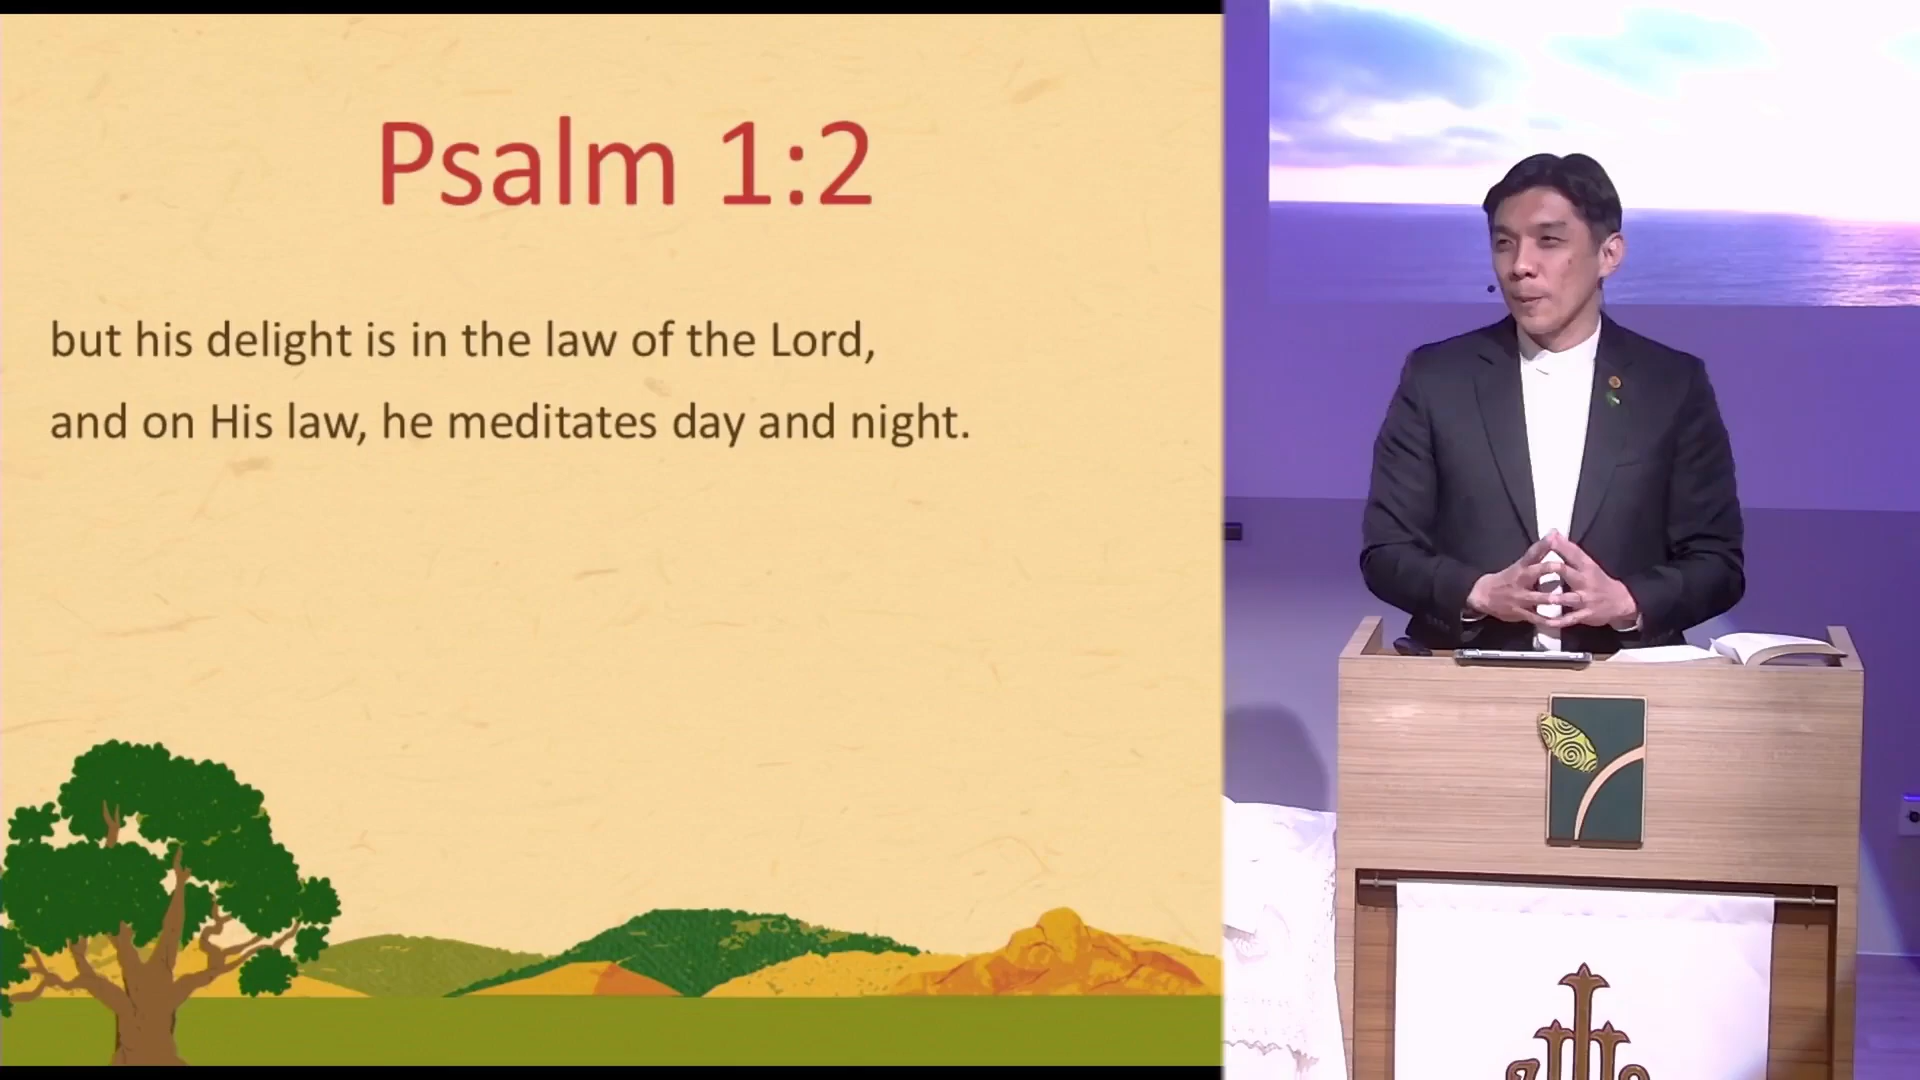 Psalm 1:2
but his delight is in the law of the Lord,
and on His law, he meditates day and night.